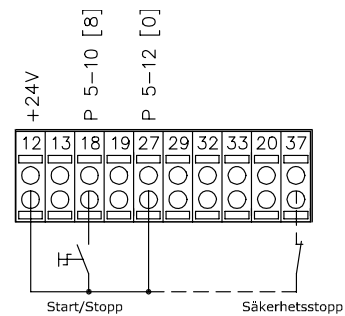 +24V
P 5-10 [8]
P 5-12 [0]
12 13 18 19 27 29 32 33 20 37
Start/Stopp
Säkerhetsstopp